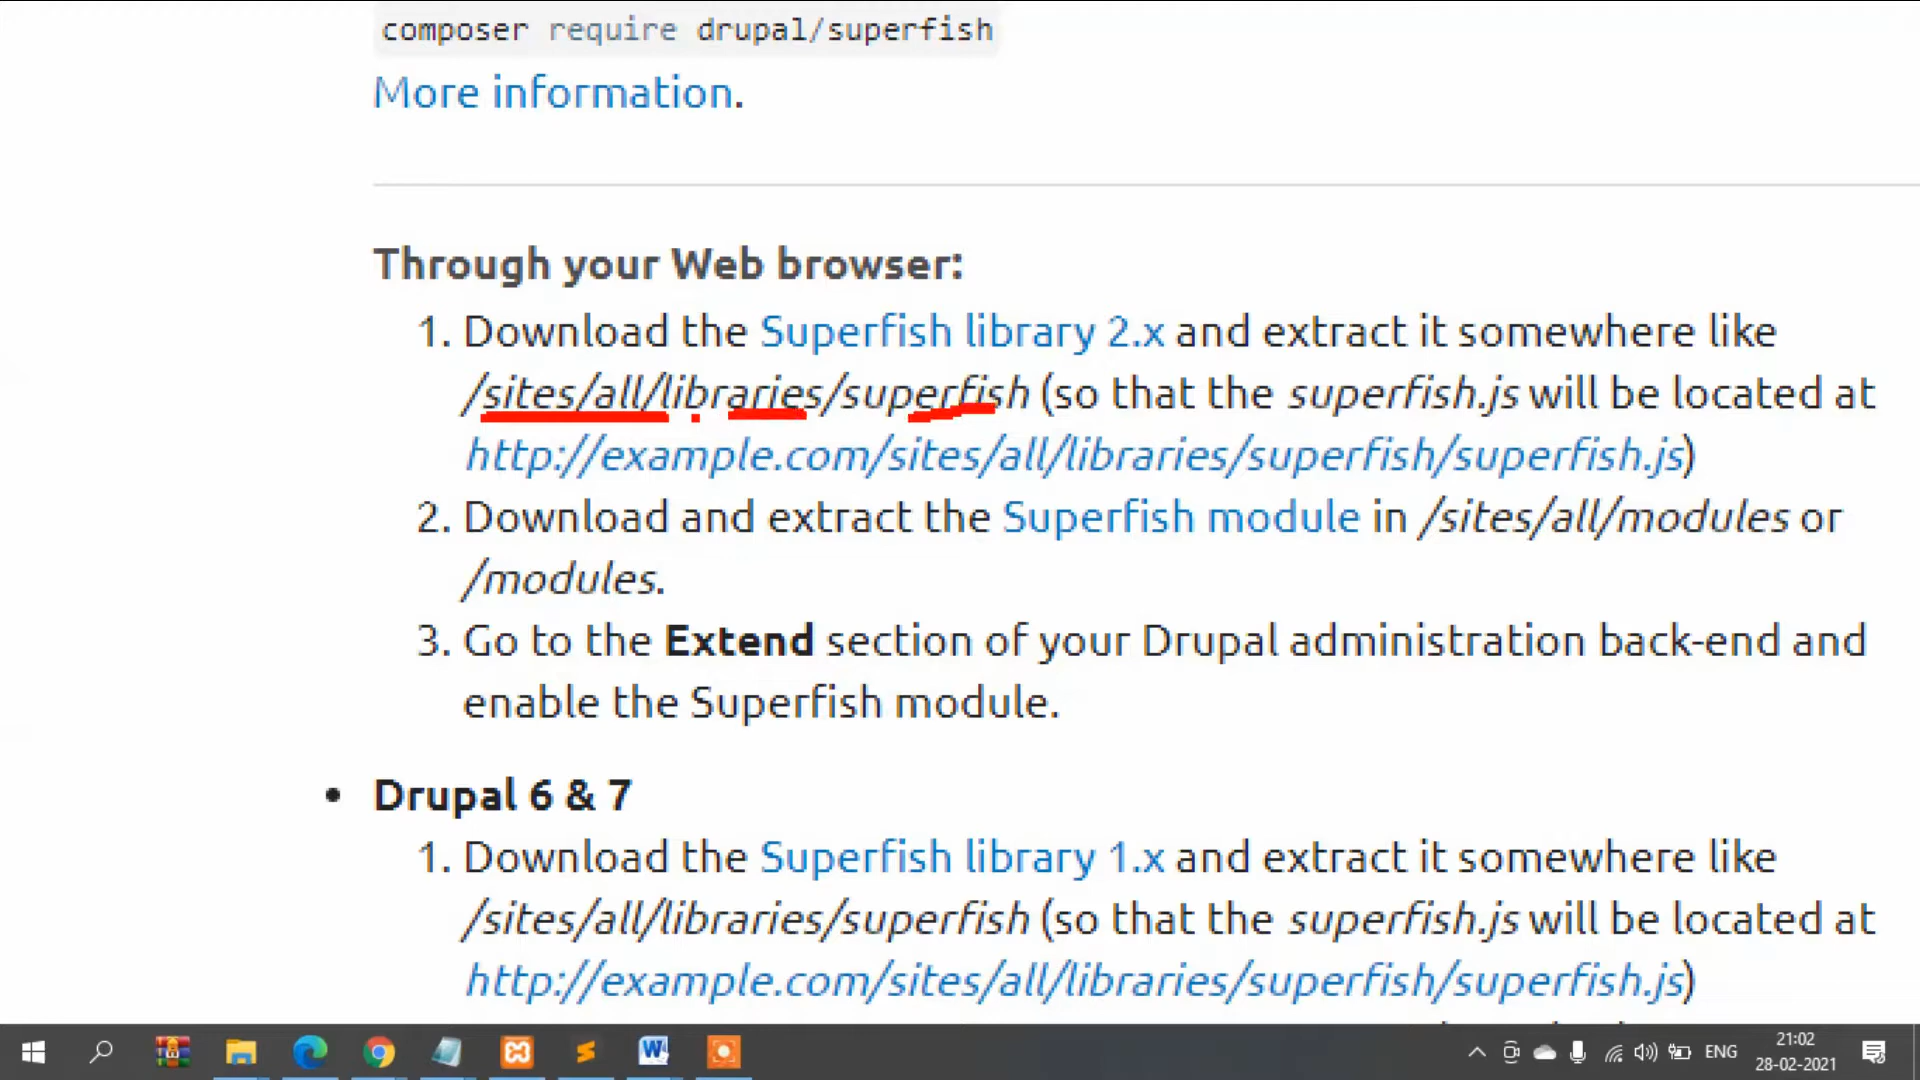 composer require drupal/superfish
More information.
Through your Web browser:
1. Download the Superfish library 2.x and extract it somewhere like
/sites/all/libraries/superfish (so that the superfish.js will be located at
http://example.com/sites/all/libraries/superfish/superfish.js)
2. Download and extract the Superfish module in /sites/all/modules or
/modules.
3. Go to the Extend section of your Drupal administration back-end and
enable the Superfish module.
• Drupal 6 & 7
1. Download the Superfish library 1.x and extract it somewhere like
/sites/all/libraries/superfish (so that the superfish.js will be located at
http://example.com/sites/all/libraries/superfish/superfish.js)
ENG
21:02
28-02-2021